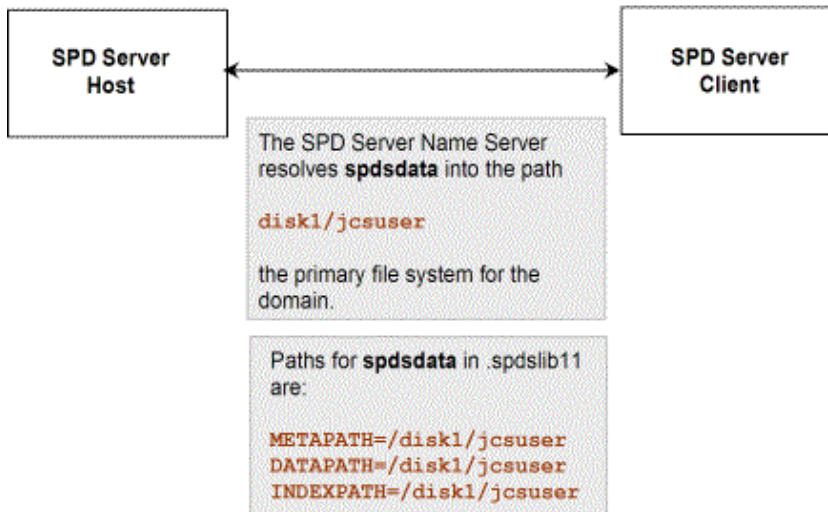 SPD Server
Host
SPD Server
Client
The SPD Server Name Server
resolves spdsdata into the path
disk1/jcsuser
the primary file system for the
domain.
Paths for spdsdata in .spdslib11
are:
METAPATH=/disk1/jcsuser
DATAPATH=/disk1/jcsuser
INDEXPATH=/disk1/jcsuser